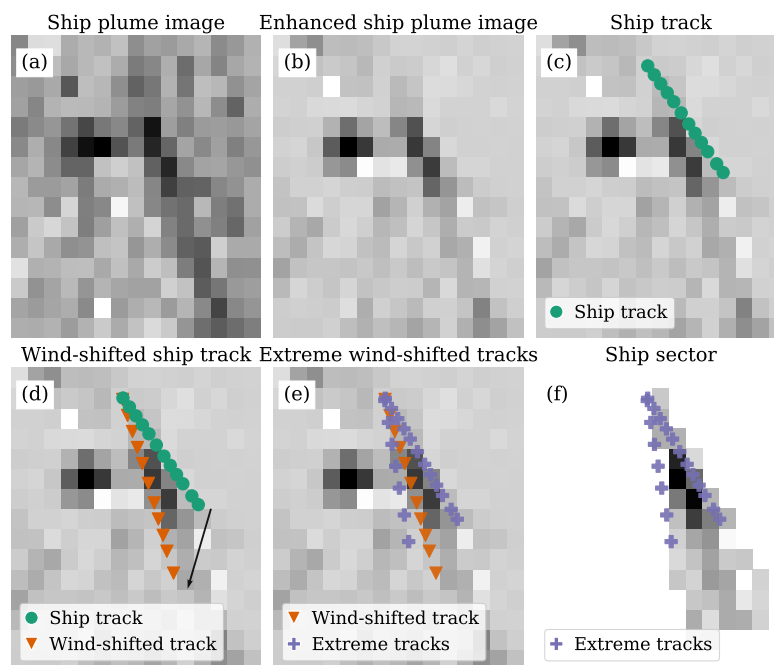 Ship plume image
Enhanced ship plume image
Ship track
(a)
(b)
(c)
Ship track
Wind-shifted ship track
Extreme wind-shifted tracks
Ship sector
(d)
(e)
(f)
Ship track
Wind-shifted track
Wind-shifted track
Extreme tracks
Extreme tracks